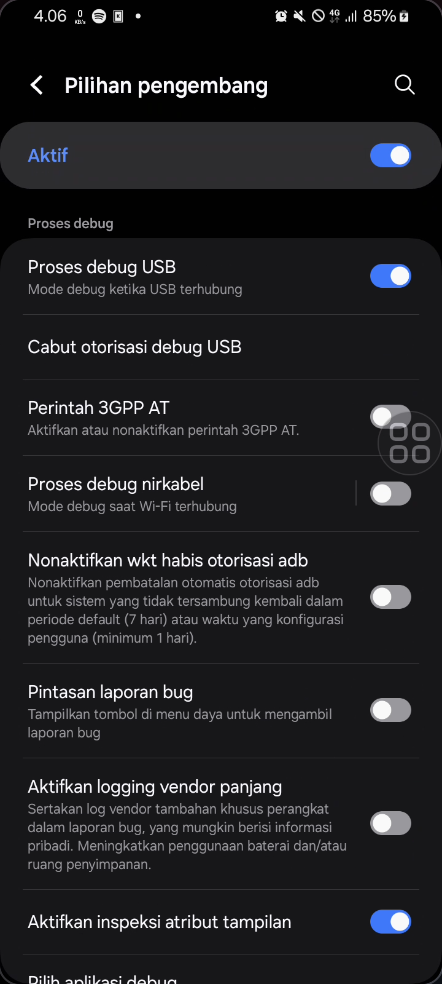 4.06 0 KB/s 4G 85%
Pilihan pengembang
Aktif
Proses debug
Proses debug USB
Mode debug ketika USB terhubung
Cabut otorisasi debug USB
Perintah 3GPP AT
Aktifkan atau nonaktifkan perintah 3GPP AT.
Proses debug nirkabel
Mode debug saat Wi-Fi terhubung
Nonaktifkan wkt habis otorisasi adb
Nonaktifkan pembatalan otomatis otorisasi adb
untuk sistem yang tidak tersambung kembali dalam
periode default (7 hari) atau waktu yang konfigurasi
pengguna (minimum 1 hari).
Pintasan laporan bug
Tampilkan tombol di menu daya untuk mengambil
laporan bug
Aktifkan logging vendor panjang
Sertakan log vendor tambahan khusus perangkat
dalam laporan bug, yang mungkin berisi informasi
pribadi. Meningkatkan penggunaan baterai dan/atau
ruang penyimpanan.
Aktifkan inspeksi atribut tampilan
Pilih aplikasi debug